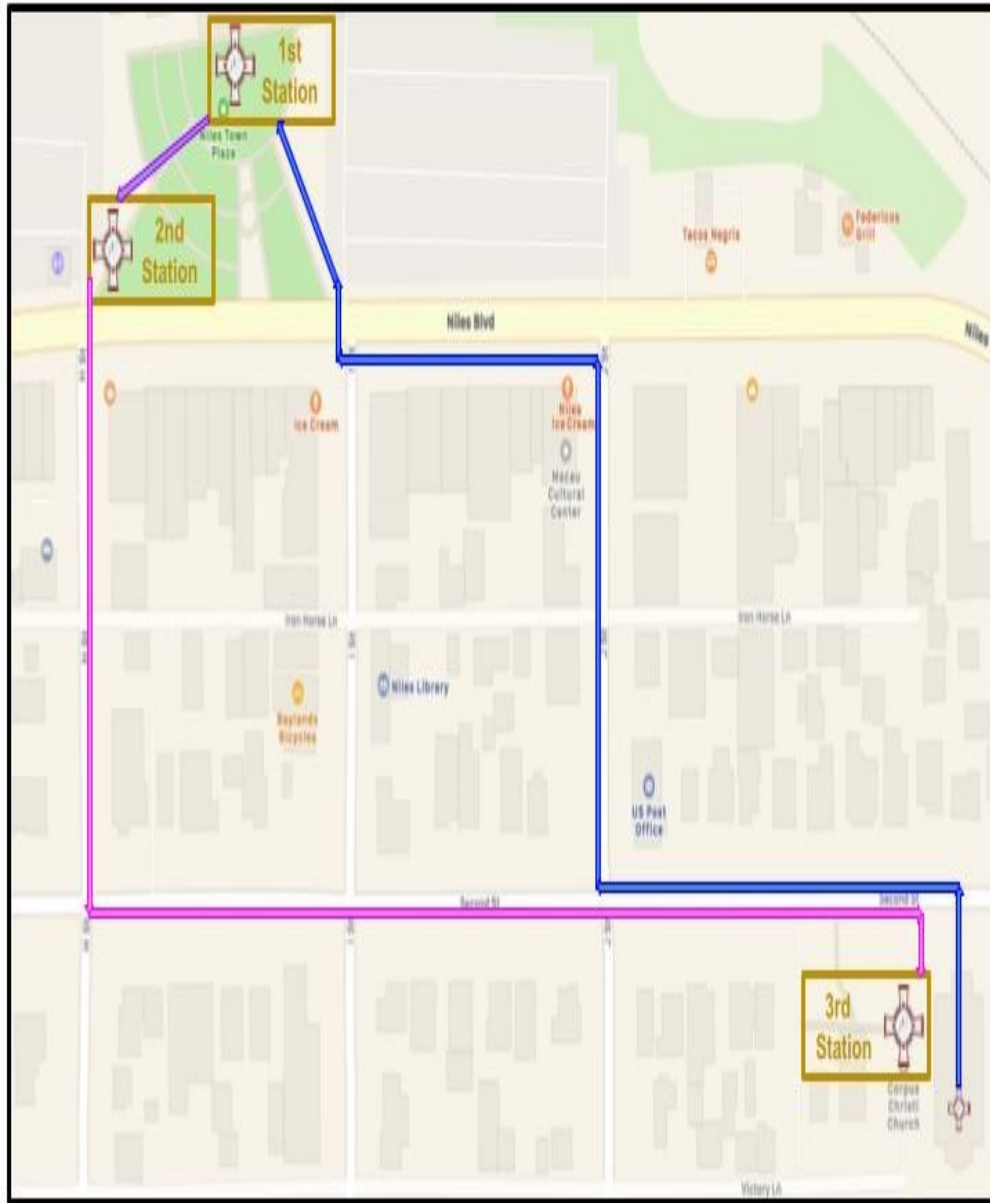 1st
Station
Niles Town
Plaza
2nd
Station
Tacos Negris
Federicos
Grill
Niles Blvd
Niles
Ice Cream
Niles
Ice Cream
Macau
Cultural
Center
Iron Horse Ln
Iron Horse Ln
Niles Library
Baylands
Bicycles
US Post
Office
Second St
Second St
3rd
Station
Corpus
Christi
Church
Victory Ln